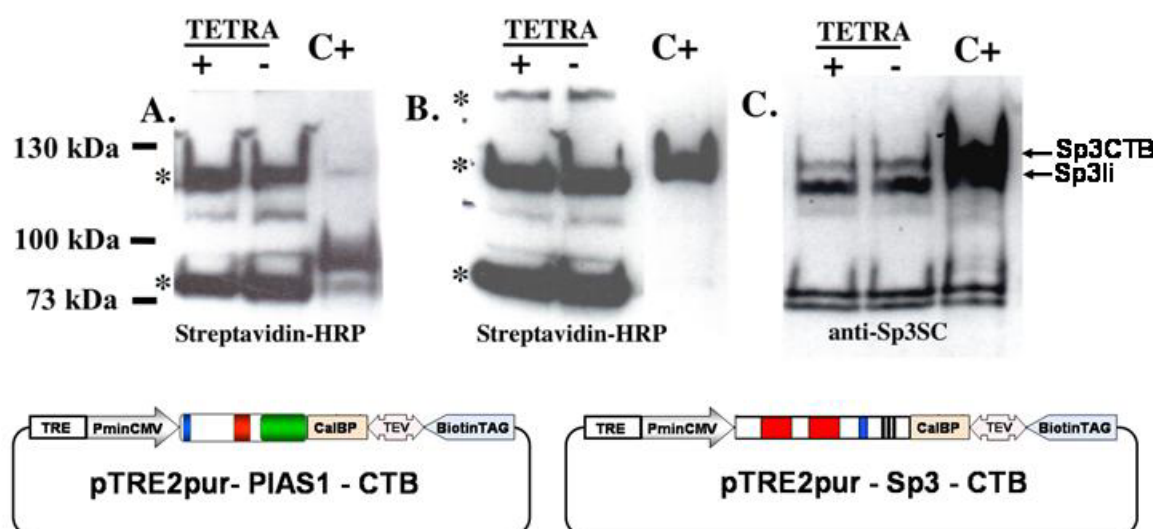 TETRA C+ TETRA C+ TETRA C+
+ - + - + -
A. * B. C.
130 kDa
Sp3CTB
* * Sp3li
100 kDa
* *
73 kDa
Streptavidin-HRP Streptavidin-HRP anti-Sp3SC
TRE PminCMV CalBP TEV BiotinTAG TRE PminCMV CalBP TEV BiotinTAG
pTRE2pur- PIAS1 - CTB pTRE2pur - Sp3 - CTB